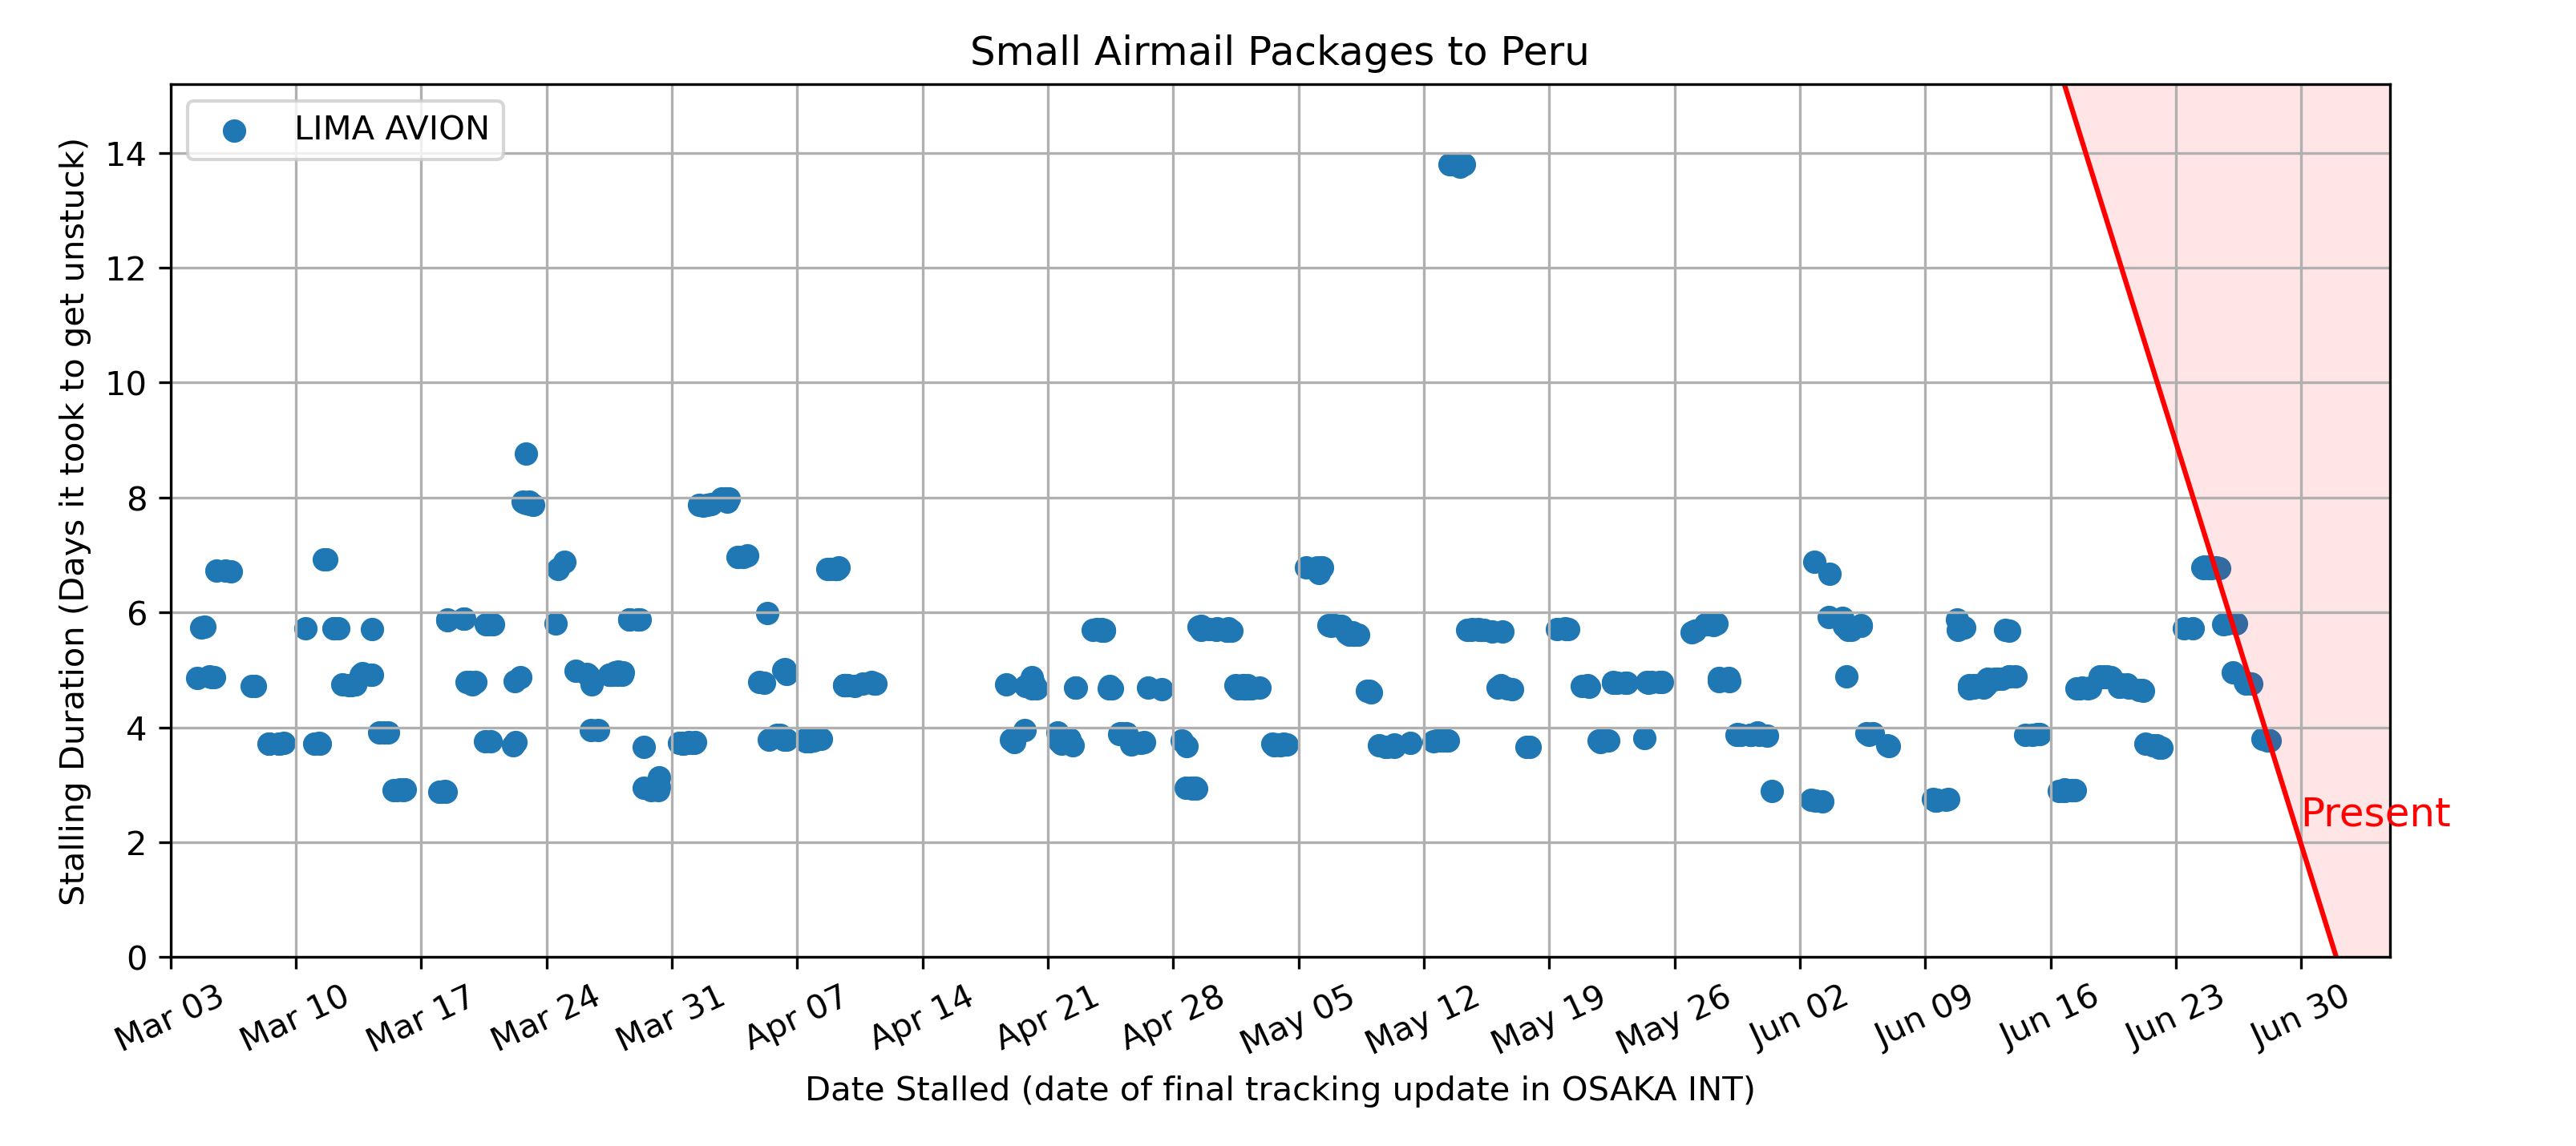 Small Airmail Packages to Peru
LIMA AVION
Stalling Duration (Days it took to get unstuck)
14
12
10
8
6
4
2
0
Present
Mar 03
Mar 10
Mar 17
Mar 24
Mar 31
Apr 07
Apr 14
Apr 21
Apr 28
May 05
May 12
May 19
May 26
Jun 02
Jun 09
Jun 16
Jun 23
Jun 30
Date Stalled (date of final tracking update in OSAKA INT)